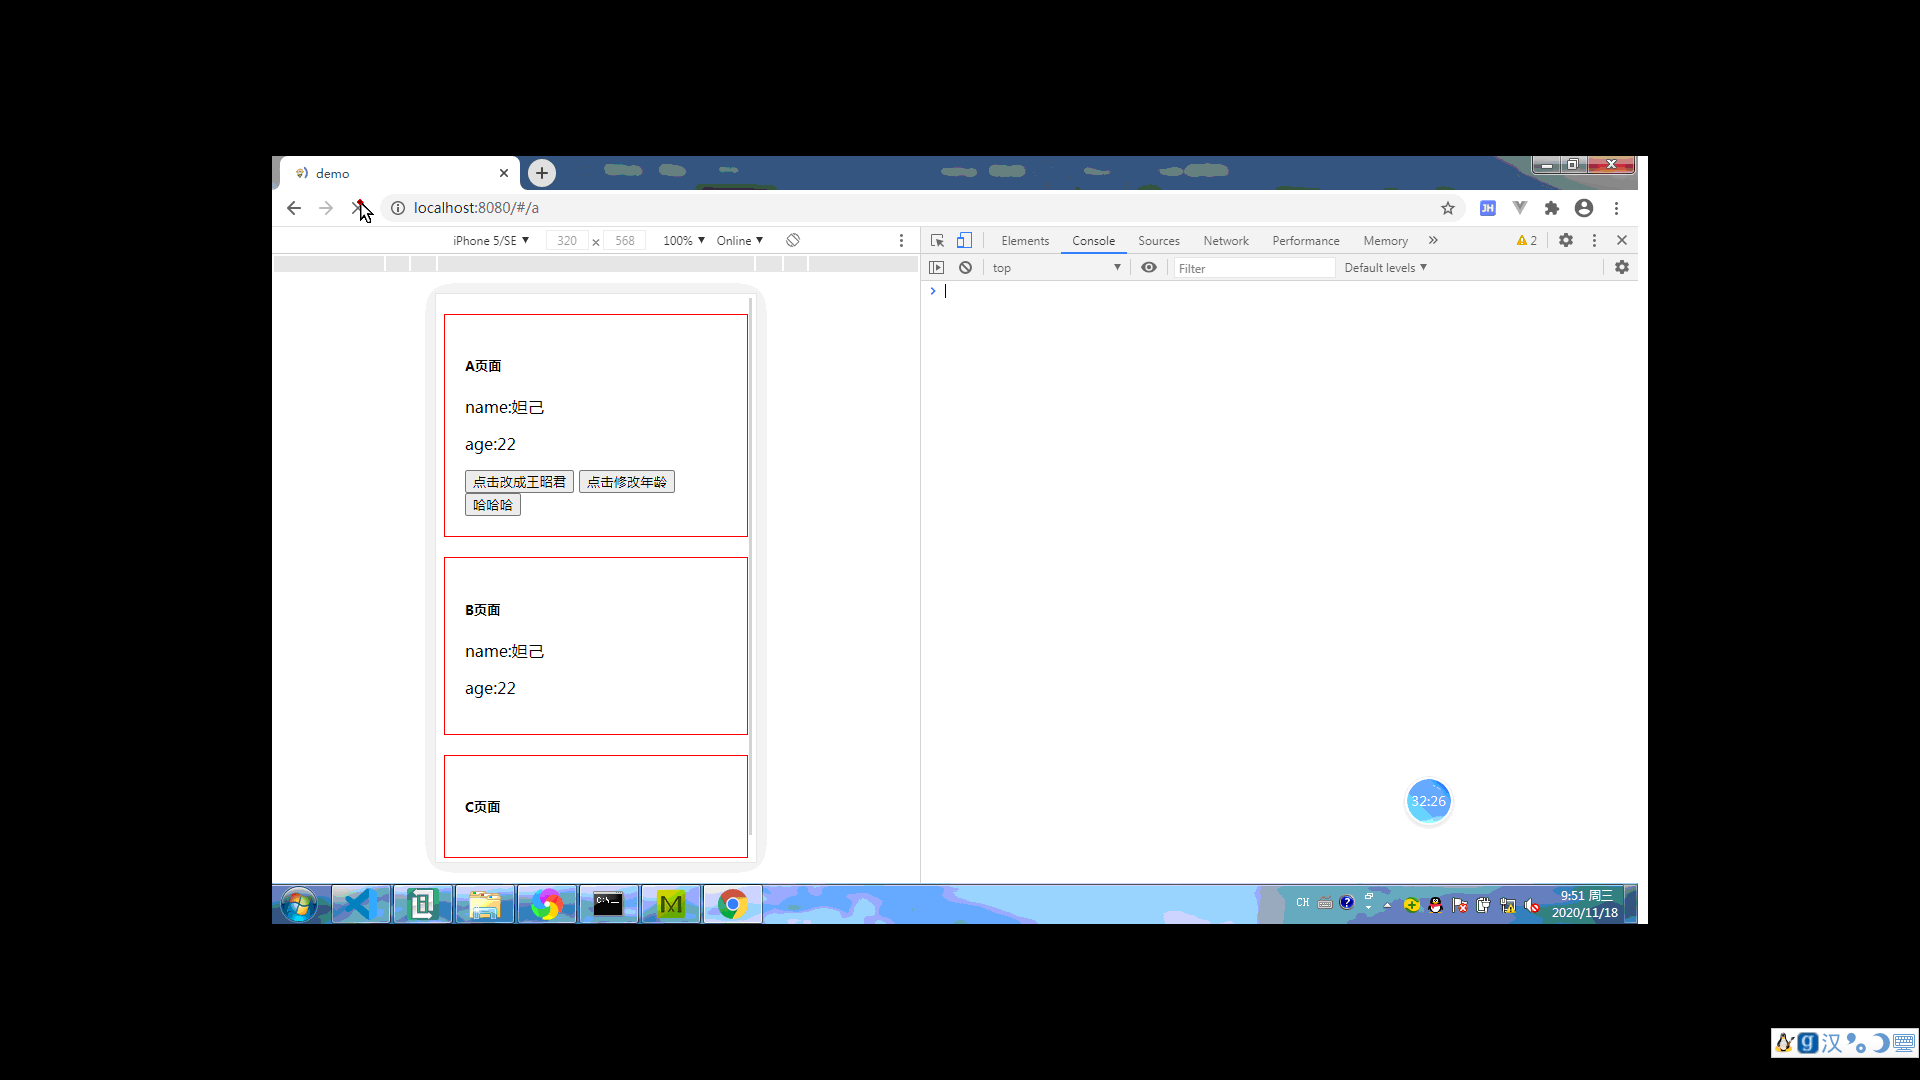 demo
localhost:8080/#/a
JH
iPhone 5/SE ▼ 320 × 568 100% ▼ Online ▼
Elements Console Sources Network Performance Memory » 2
top ▼ Filter Default levels ▼
A页面
name:妲己
age:22
点击改成王昭君 点击修改年龄
哈哈哈
B页面
name:妲己
age:22
C页面
32:26
C:\
M
CH
9:51 周三
2020/11/18
汉